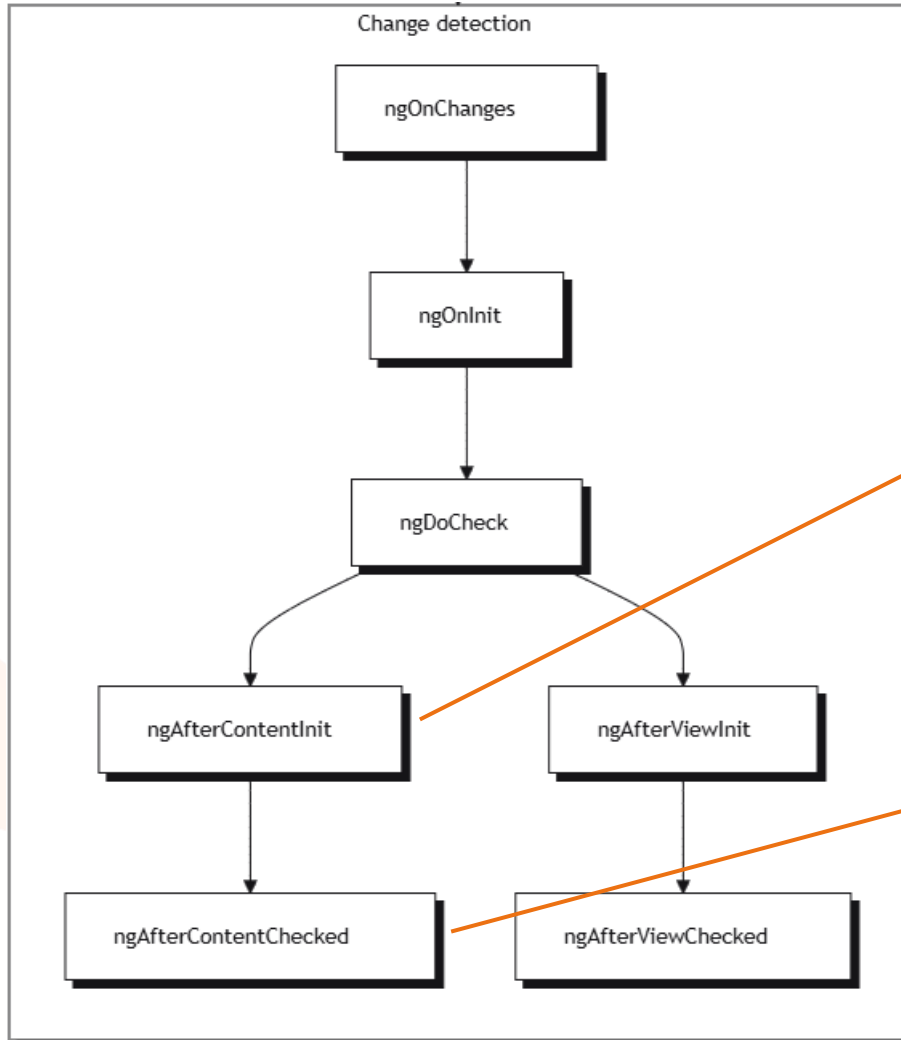 Change detection
ngOnChanges
ngOnInit
ngDoCheck
ngAfterContentInit
ngAfterViewInit
ngAfterContentChecked
ngAfterViewChecked